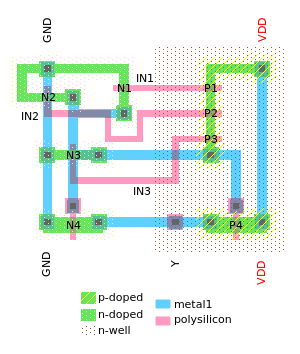 GND
VDD
IN1
N1
P1
N2
IN2
P2
P3
N3
IN3
N4
P4
GND
Y
VDD
p-doped
n-doped
n-well
metal1
polysilicon